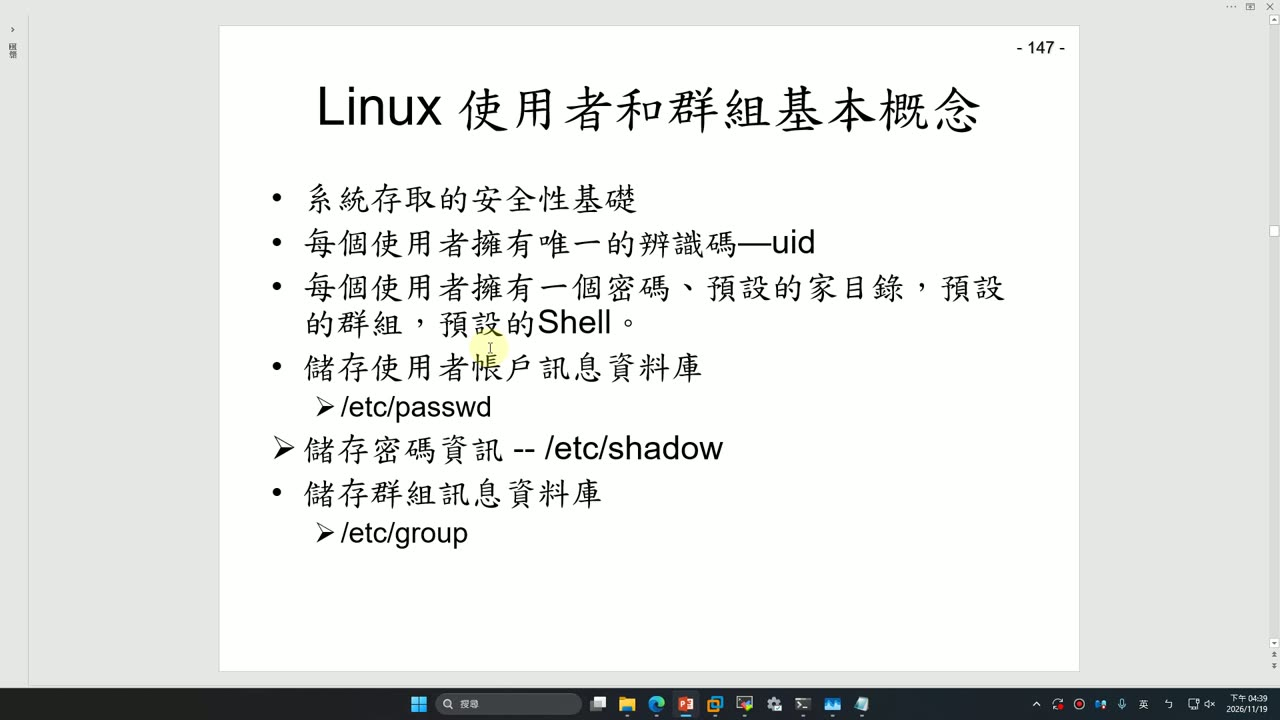 - 147 -
Linux 使用者和群組基本概念
• 系統存取的安全性基礎
• 每個使用者擁有唯一的辨識碼—uid
• 每個使用者擁有一個密碼、預設的家目錄，預設
的群組，預設的Shell。
• 儲存使用者帳戶訊息資料庫
➢ /etc/passwd
➢ 儲存密碼資訊 -- /etc/shadow
• 儲存群組訊息資料庫
➢ /etc/group
搜尋
英
ㄅ
下午 04:39
2026/11/19